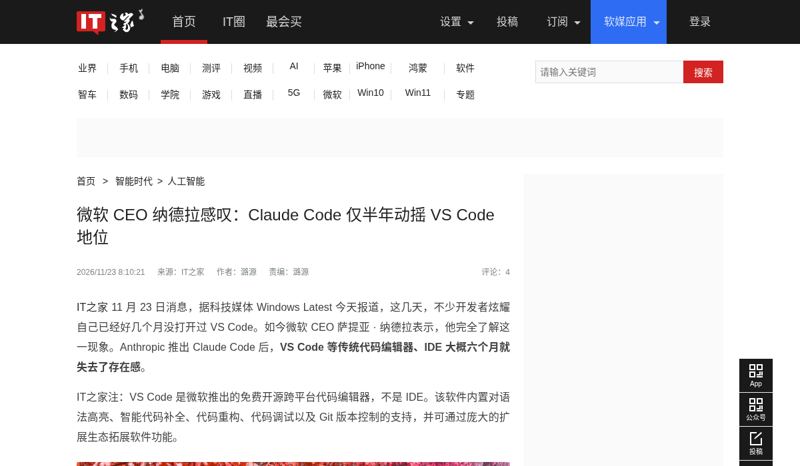 IT之家
首页 IT圈 最会买 设置 投稿 订阅 软媒应用 登录
业界 手机 电脑 测评 视频 AI 苹果 iPhone 鸿蒙 软件
智车 数码 学院 游戏 直播 5G 微软 Win10 Win11 专题
请输入关键词 搜索
首页 > 智能时代 > 人工智能
微软 CEO 纳德拉感叹：Claude Code 仅半年动摇 VS Code
地位
2026/11/23 8:10:21 来源：IT之家 作者：潞源 责编：潞源 评论：4
IT之家 11 月 23 日消息，据科技媒体 Windows Latest 今天报道，这几天，不少开发者炫耀
自己已经好几个月没打开过 VS Code。如今微软 CEO 萨提亚 · 纳德拉表示，他完全了解这
一现象。Anthropic 推出 Claude Code 后，VS Code 等传统代码编辑器、IDE 大概六个月就
失去了存在感。
IT之家注：VS Code 是微软推出的免费开源跨平台代码编辑器，不是 IDE。该软件内置对语
法高亮、智能代码补全、代码重构、代码调试以及 Git 版本控制的支持，并可通过庞大的扩
展生态拓展软件功能。
App
公众号
投稿